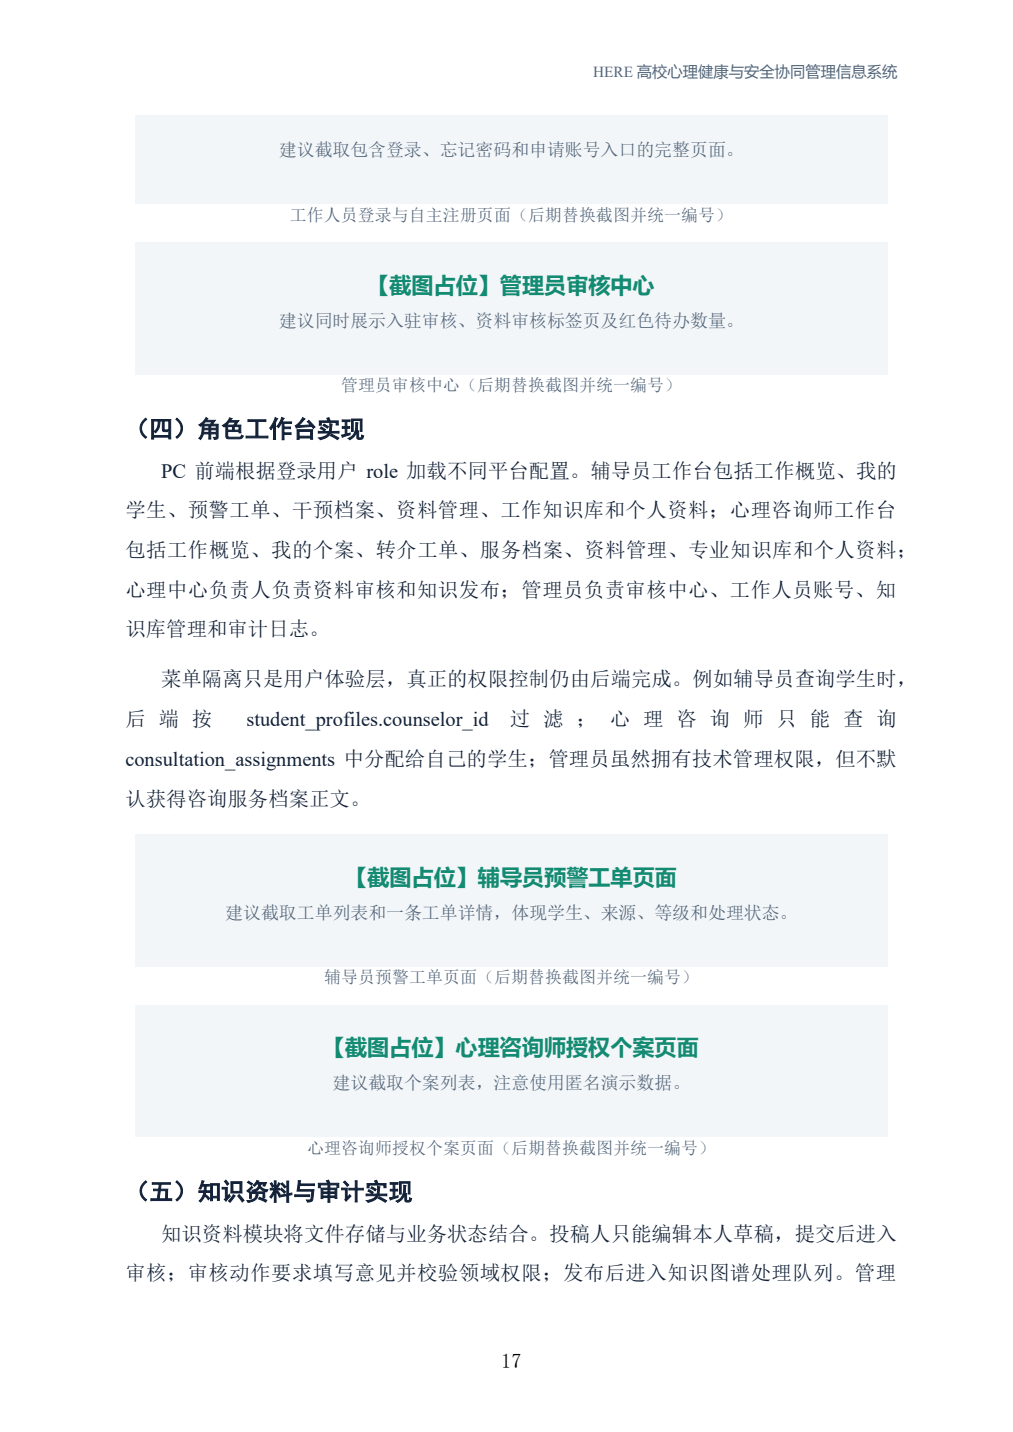 HERE 高校心理健康与安全协同管理信息系统
建议截取包含登录、忘记密码和申请账号入口的完整页面。
工作人员登录与自主注册页面（后期替换截图并统一编号）
【截图占位】管理员审核中心
建议同时展示入驻审核、资料审核标签页及红色待办数量。
管理员审核中心（后期替换截图并统一编号）
（四）角色工作台实现
PC 前端根据登录用户 role 加载不同平台配置。辅导员工作台包括工作概览、我的
学生、预警工单、干预档案、资料管理、工作知识库和个人资料；心理咨询师工作台
包括工作概览、我的个案、转介工单、服务档案、资料管理、专业知识库和个人资料；
心理中心负责人负责资料审核和知识发布；管理员负责审核中心、工作人员账号、知
识库管理和审计日志。
菜单隔离只是用户体验层，真正的权限控制仍由后端完成。例如辅导员查询学生时，
后端按 student_profiles.counselor_id 过滤；心理咨询师只能查询
consultation_assignments 中分配给自己的学生；管理员虽然拥有技术管理权限，但不默
认获得咨询服务档案正文。
【截图占位】辅导员预警工单页面
建议截取工单列表和一条工单详情，体现学生、来源、等级和处理状态。
辅导员预警工单页面（后期替换截图并统一编号）
【截图占位】心理咨询师授权个案页面
建议截取个案列表，注意使用匿名演示数据。
心理咨询师授权个案页面（后期替换截图并统一编号）
（五）知识资料与审计实现
知识资料模块将文件存储与业务状态结合。投稿人只能编辑本人草稿，提交后进入
审核；审核动作要求填写意见并校验领域权限；发布后进入知识图谱处理队列。管理
17